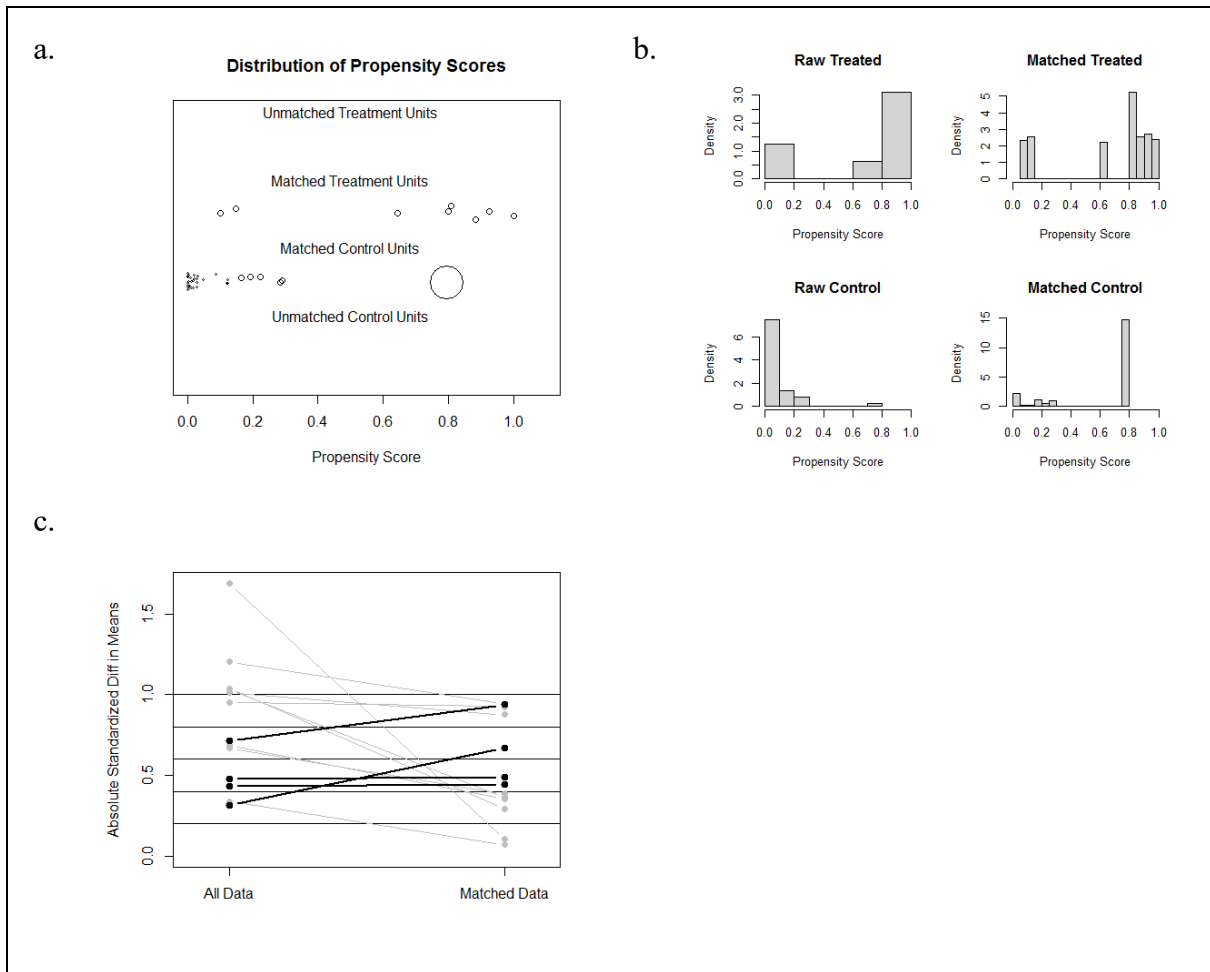 a.
Distribution of Propensity Scores
Unmatched Treatment Units
Matched Treatment Units
Matched Control Units
Unmatched Control Units
0.0 0.2 0.4 0.6 0.8 1.0
Propensity Score
b.
Raw Treated
Density
0.0 1.0 2.0 3.0
0.0 0.2 0.4 0.6 0.8 1.0
Propensity Score
Matched Treated
Density
0 1 2 3 4 5
0.0 0.2 0.4 0.6 0.8 1.0
Propensity Score
Raw Control
Density
0 2 4 6
0.0 0.2 0.4 0.6 0.8 1.0
Propensity Score
Matched Control
Density
0 5 10 15
0.0 0.2 0.4 0.6 0.8 1.0
Propensity Score
c.
Absolute Standardized Diff in Means
0.0 0.5 1.0 1.5
All Data Matched Data